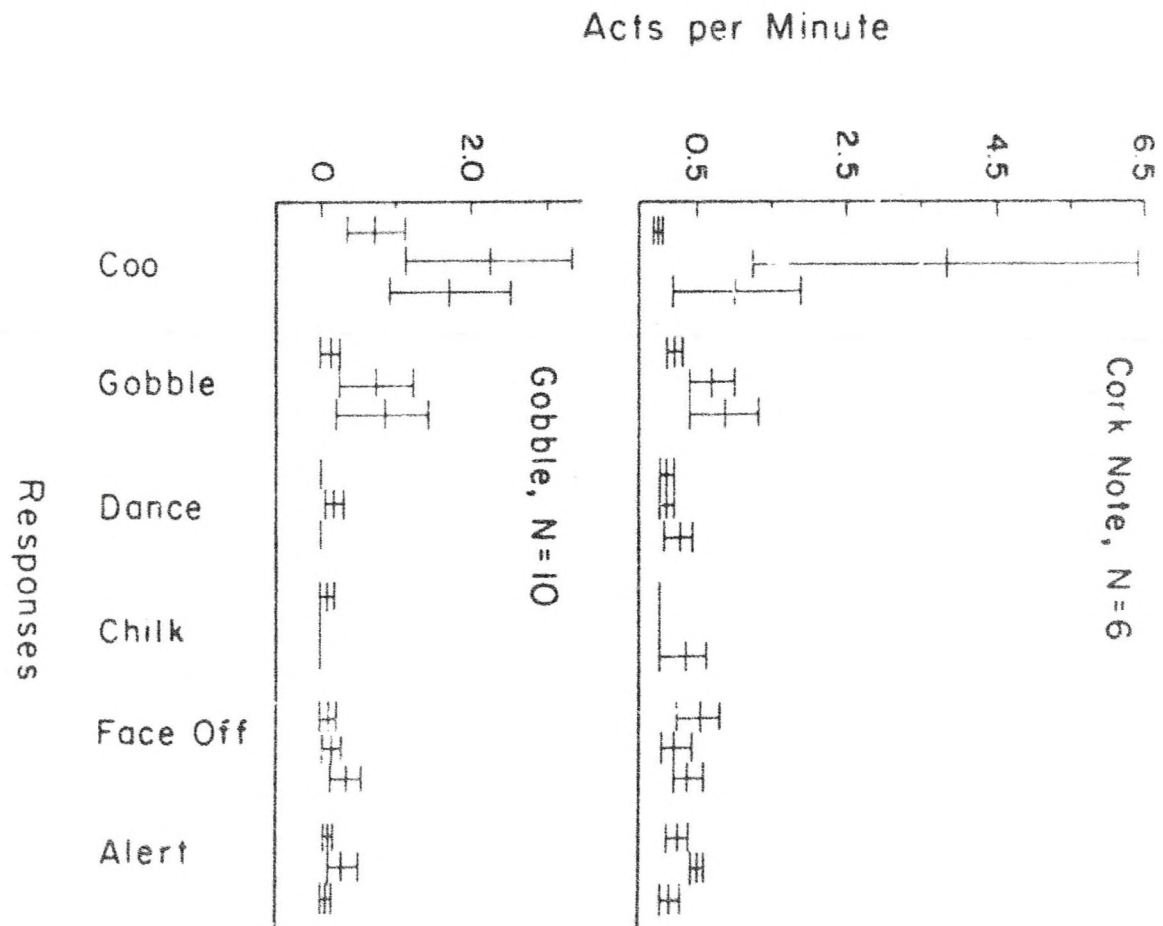 Acts per Minute
0
2.0
0.5
2.5
4.5
6.5
Coo
Gobble
Dance
Chilk
Face Off
Alert
Responses
Gobble, N=10
Cork Note, N=6